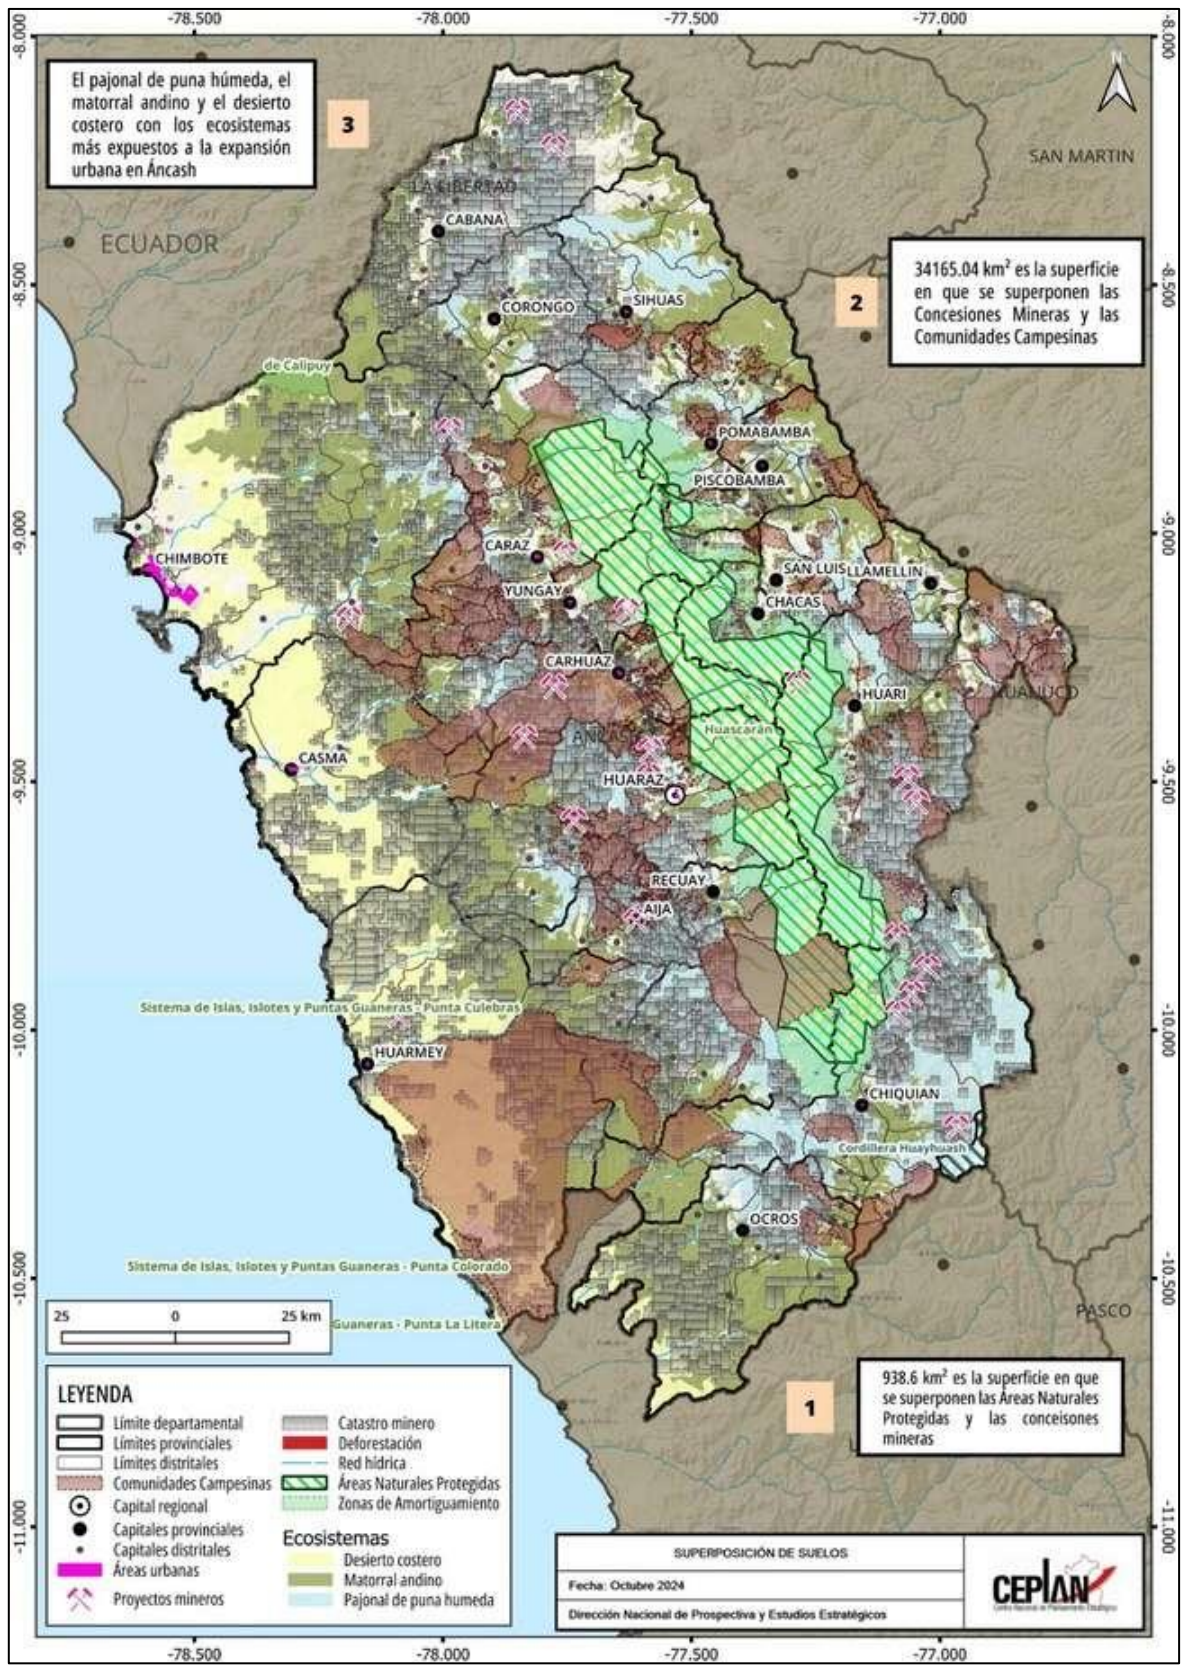 -78.500
-78.000
-77.500
-77.000
-8.000
-8.000
El pajonal de puna húmeda, el
matorral andino y el desierto
costero con los ecosistemas
más expuestos a la expansión
urbana en Áncash
3
N
SAN MARTIN
LA LIBERTAD
CABANA
ECUADOR
34165.04 km² es la superficie
en que se superponen las
Concesiones Mineras y las
Comunidades Campesinas
2
-8.500
-8.500
CORONGO
SIHUAS
de Calipuy
POMABAMBA
PISCOBAMBA
-9.000
-9.000
CHIMBOTE
CARAZ
SAN LUIS
LLAMELLIN
YUNGAY
CHACAS
CARHUAZ
HUANUCO
HUARI
Huascarán
CASMA
HUARAZ
-9.500
-9.500
RECUAY
AIJA
Sistema de Islas, Islotes y Puntas Guaneras - Punta Culebras
-10.000
-10.000
HUARMEY
CHIQUIAN
Cordillera Huayhuash
OCROS
Sistema de Islas, Islotes y Puntas Guaneras - Punta Colorado
-10.500
-10.500
PASCO
25 0 25 km
Guaneras - Punta La Litera
938.6 km² es la superficie en que
se superponen las Áreas Naturales
Protegidas y las conceisones
mineras
1
LEYENDA
Límite departamental
Límites provinciales
Límites distritales
Comunidades Campesinas
Capital regional
Capitales provinciales
Capitales distritales
Áreas urbanas
Proyectos mineros
Catastro minero
Deforestación
Red hídrica
Áreas Naturales Protegidas
Zonas de Amortiguamiento
Ecosistemas
Desierto costero
Matorral andino
Pajonal de puna humeda
-11.000
-11.000
SUPERPOSICIÓN DE SUELOS
Fecha: Octubre 2024
Dirección Nacional de Prospectiva y Estudios Estratégicos
CEPLAN
Centro Nacional de Planeamiento Estratégico
-78.500
-78.000
-77.500
-77.000